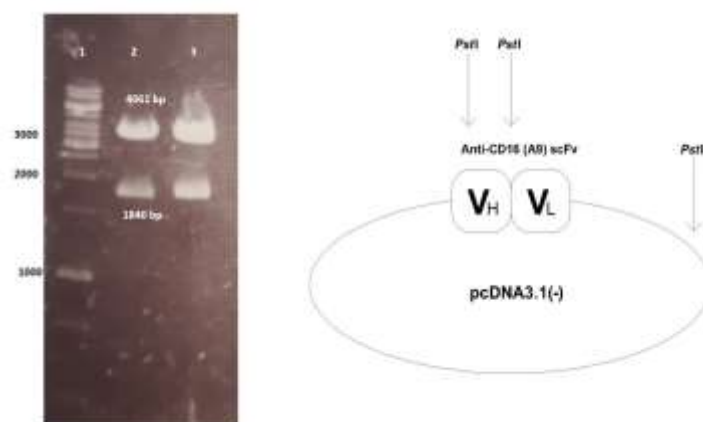 1 2 3
4061 bp
3000
2000
1840 bp
1000
PstI PstI
Anti-CD16 (A9) scFv
PstI
VH VL
pcDNA3.1(-)